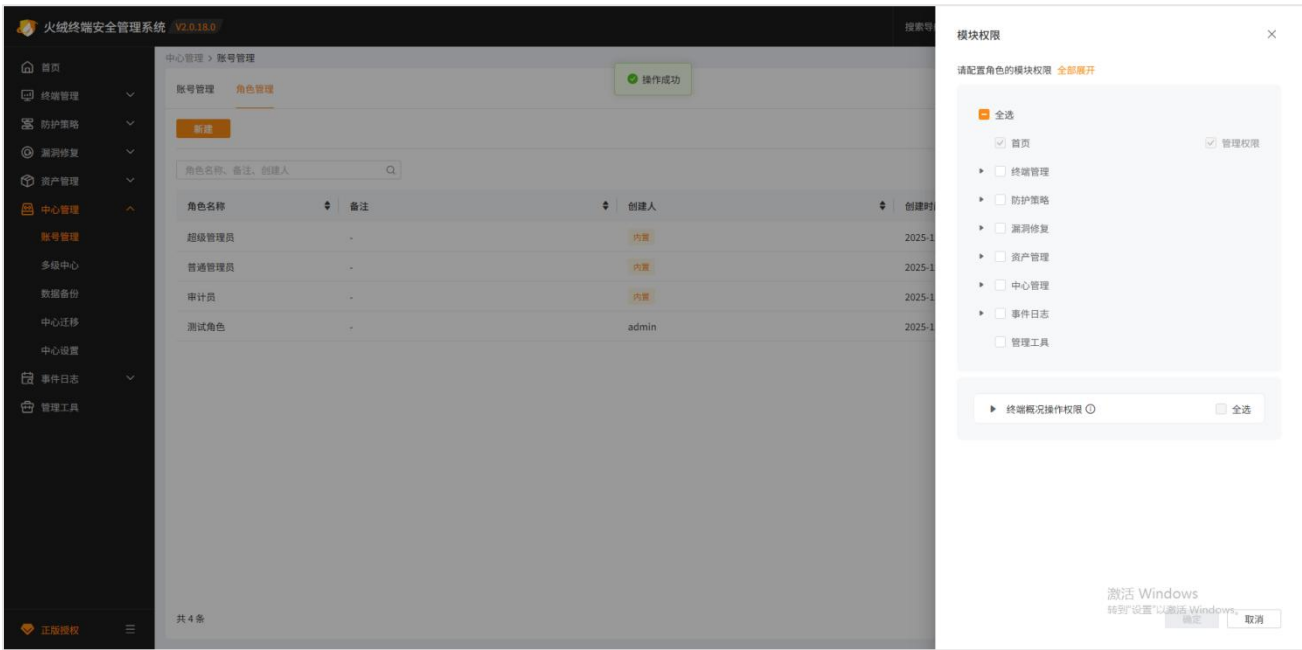 火绒终端安全管理系统 V2.0.18.0
搜索导
首页
终端管理
防护策略
漏洞修复
资产管理
中心管理
账号管理
多级中心
数据备份
中心迁移
中心设置
事件日志
管理工具
正版授权
中心管理 > 账号管理
账号管理 角色管理
操作成功
新建
角色名称、备注、创建人
角色名称 备注 创建人 创建时
超级管理员 - 内置 2025-1
普通管理员 - 内置 2025-1
审计员 - 内置 2025-1
测试角色 - admin 2025-1
共 4 条
模块权限
请配置角色的模块权限 全部展开
全选
首页 管理权限
终端管理
防护策略
漏洞修复
资产管理
中心管理
事件日志
管理工具
终端概况操作权限 全选
激活 Windows
转到"设置"以激活 Windows。
确定 取消